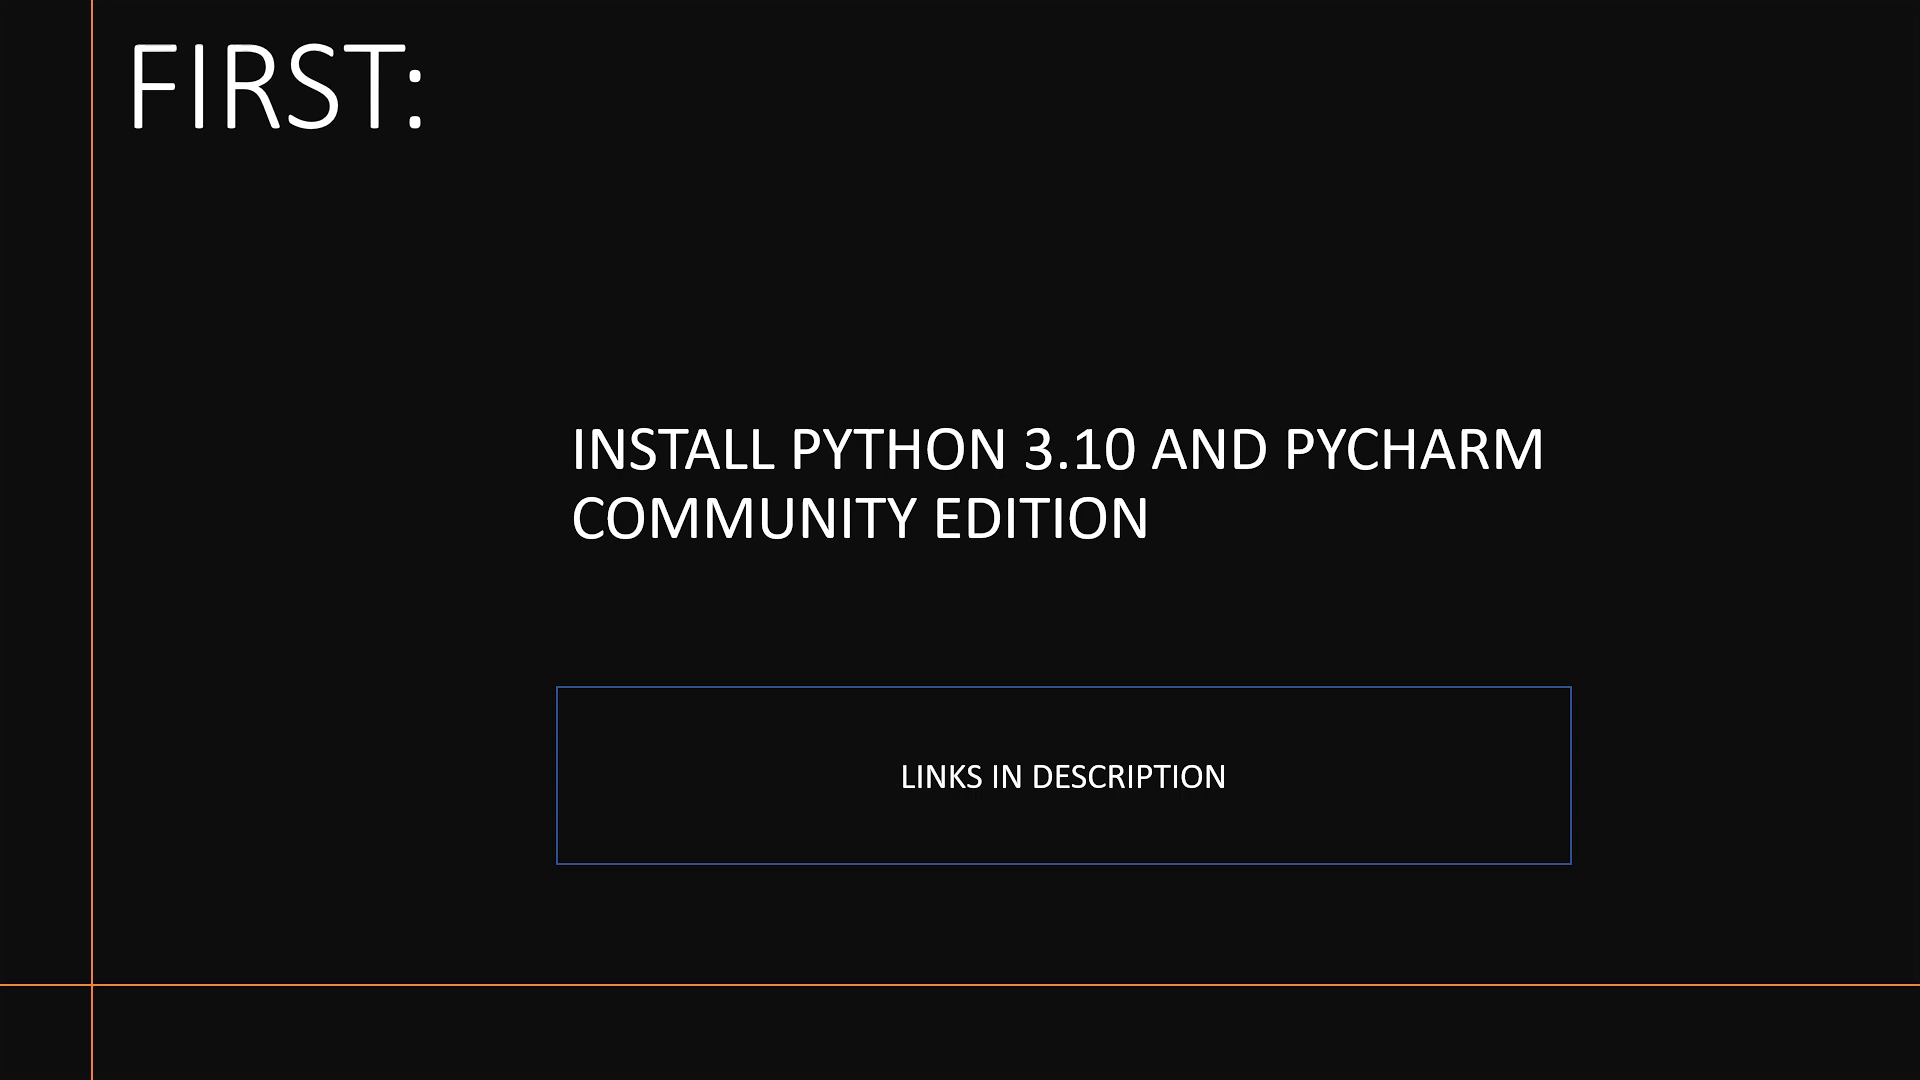 FIRST:
INSTALL PYTHON 3.10 AND PYCHARM
COMMUNITY EDITION
LINKS IN DESCRIPTION